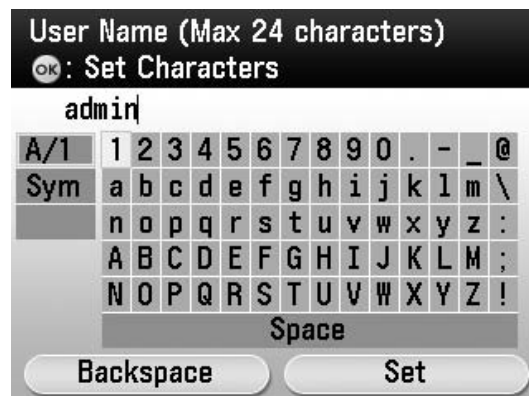 User Name (Max 24 characters)
OK: Set Characters
admin
A/1 1 2 3 4 5 6 7 8 9 0 . - _ @
Sym a b c d e f g h i j k l m \
n o p q r s t u v w x y z :
A B C D E F G H I J K L M ;
N O P Q R S T U V W X Y Z !
Space
Backspace Set